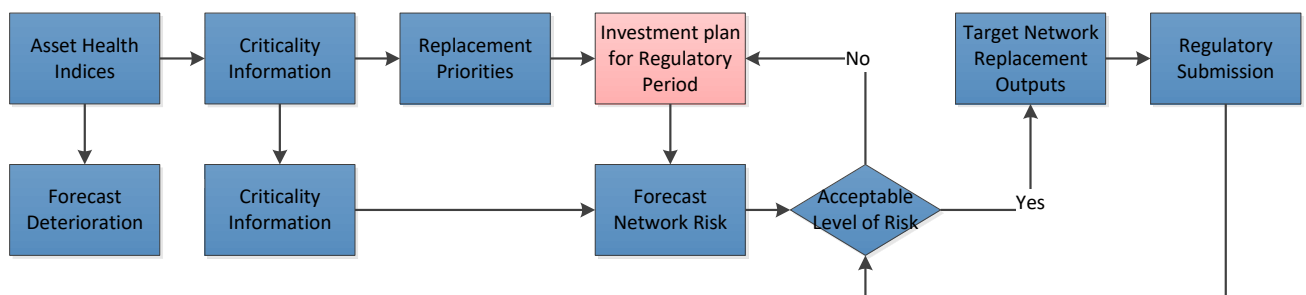 Asset Health
Indices
Criticality
Information
Replacement
Priorities
Investment plan
for Regulatory
Period
No
Target Network
Replacement
Outputs
Regulatory
Submission
Forecast
Deterioration
Criticality
Information
Forecast
Network Risk
Acceptable
Level of Risk
Yes